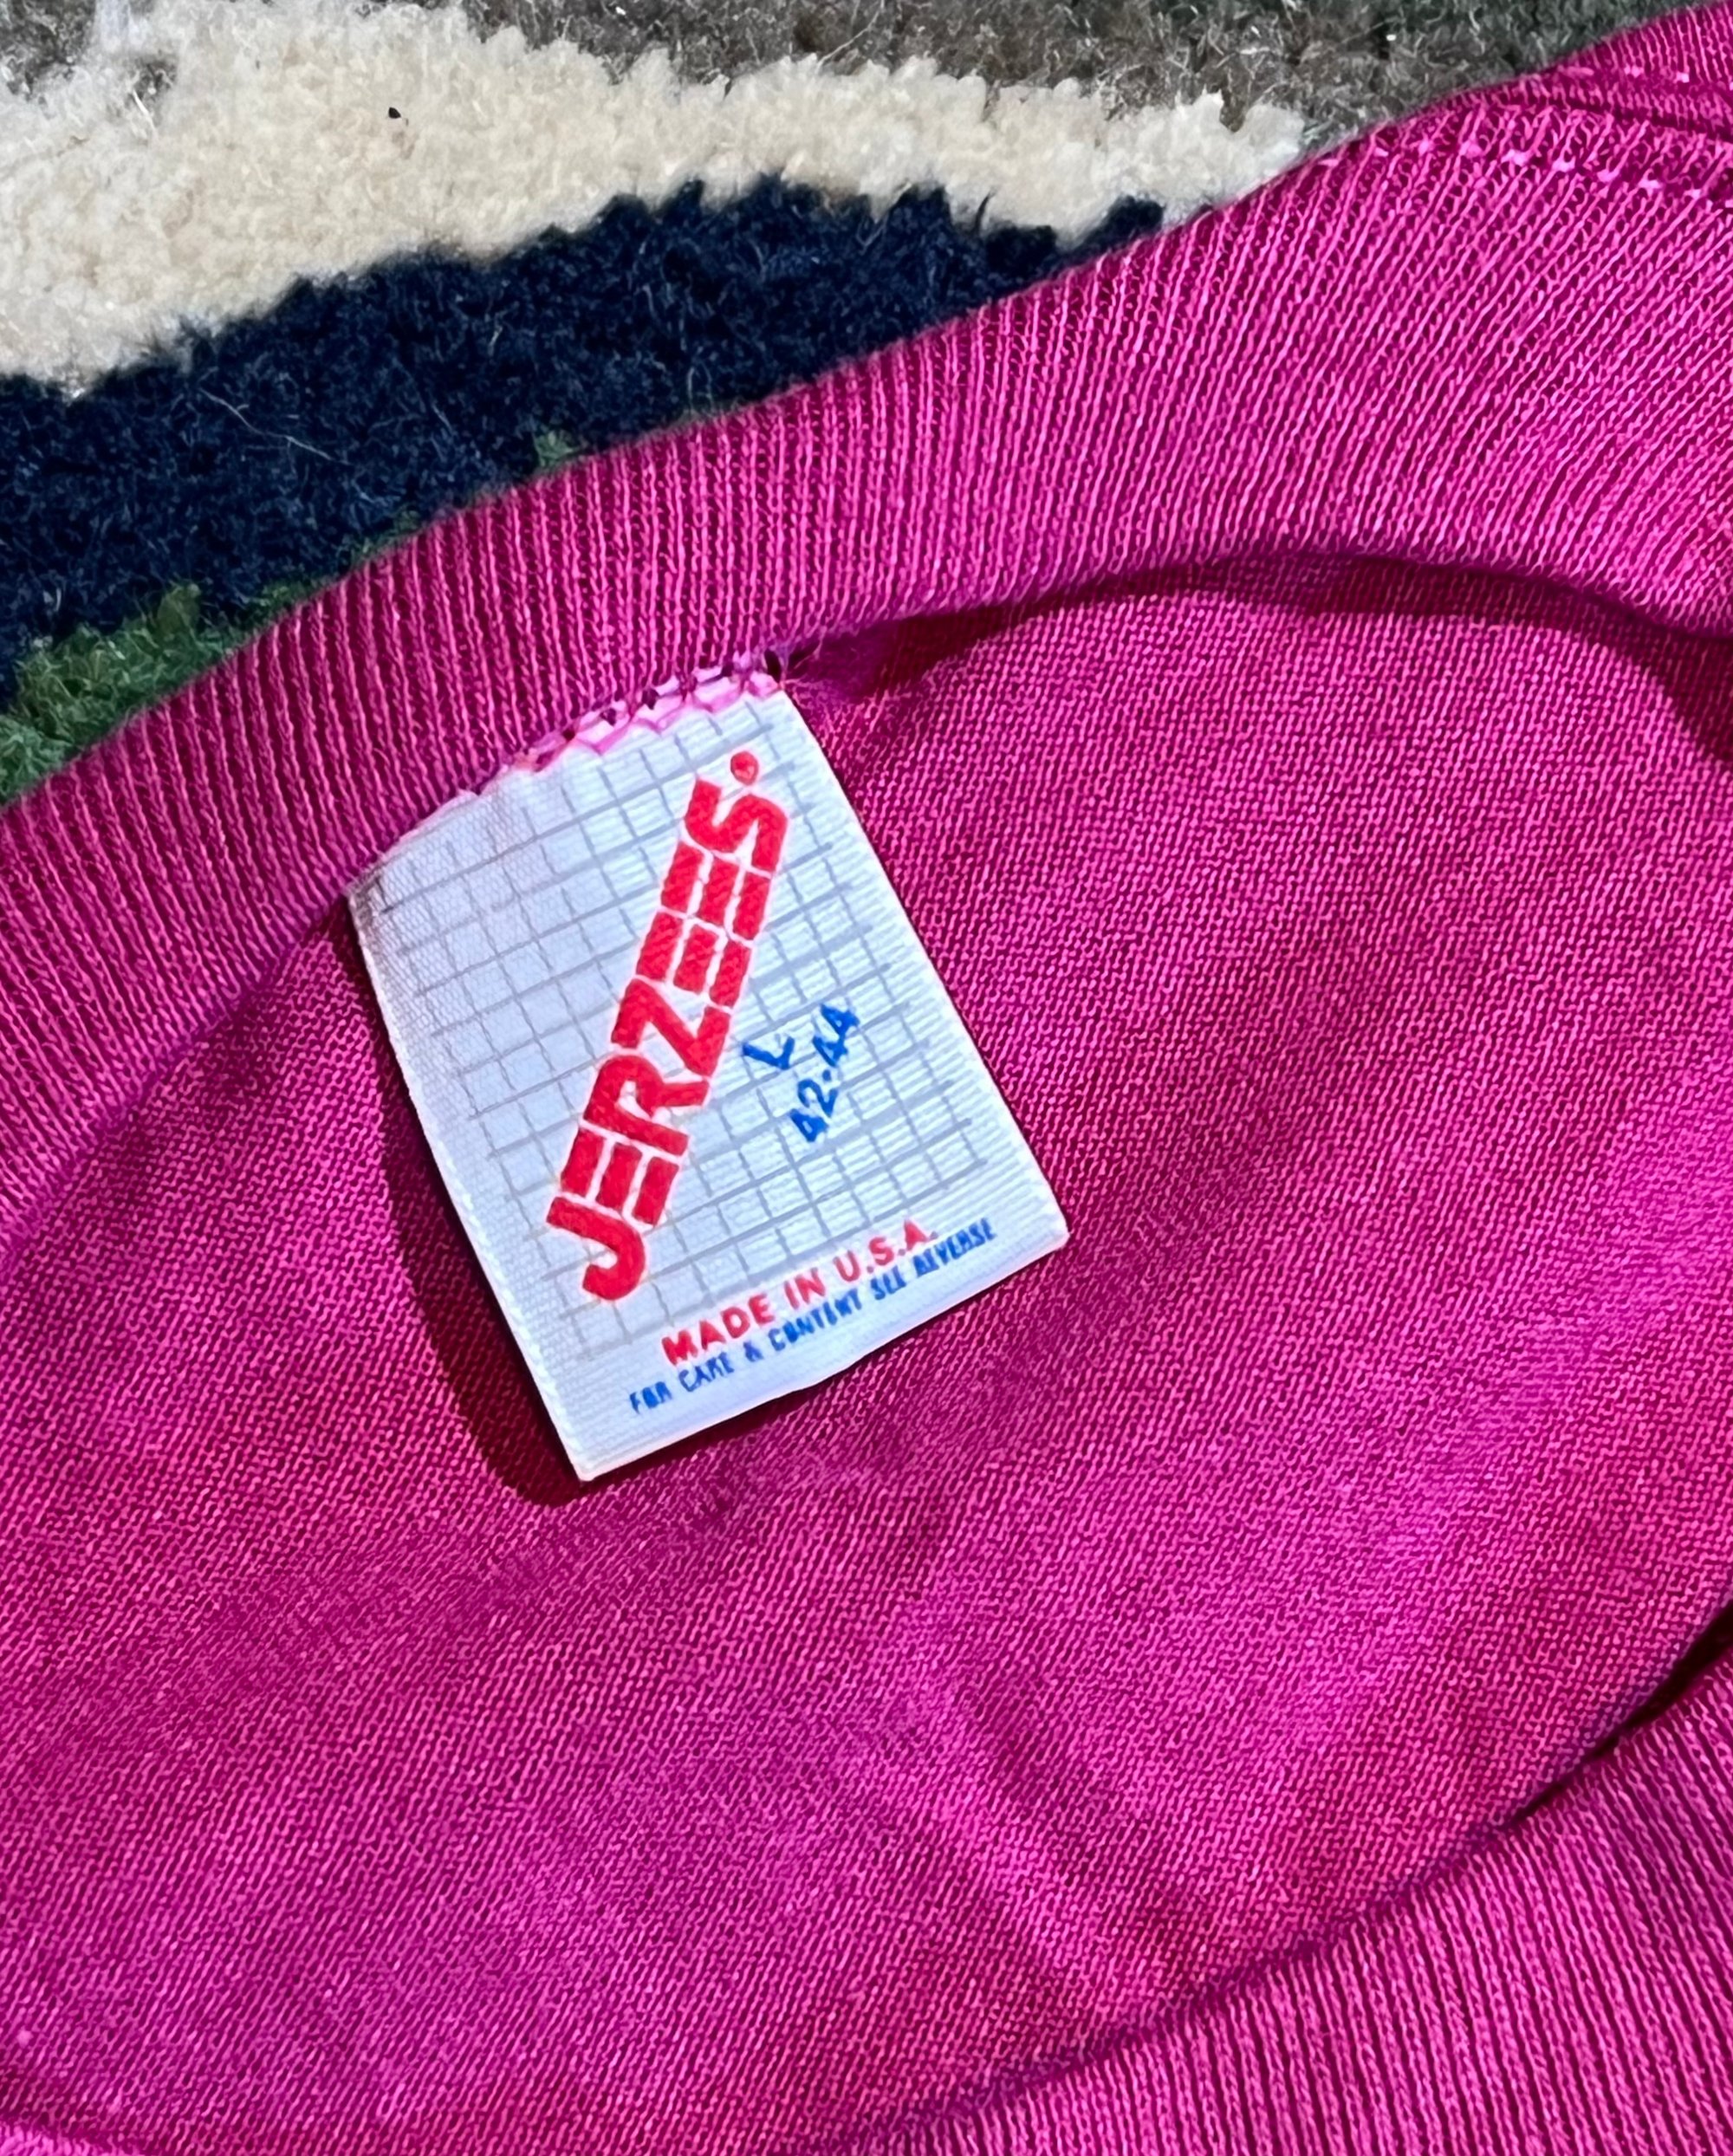 JERZEES.
L
42-44
MADE IN U.S.A.
FOR CARE & CONTENT SEE REVERSE